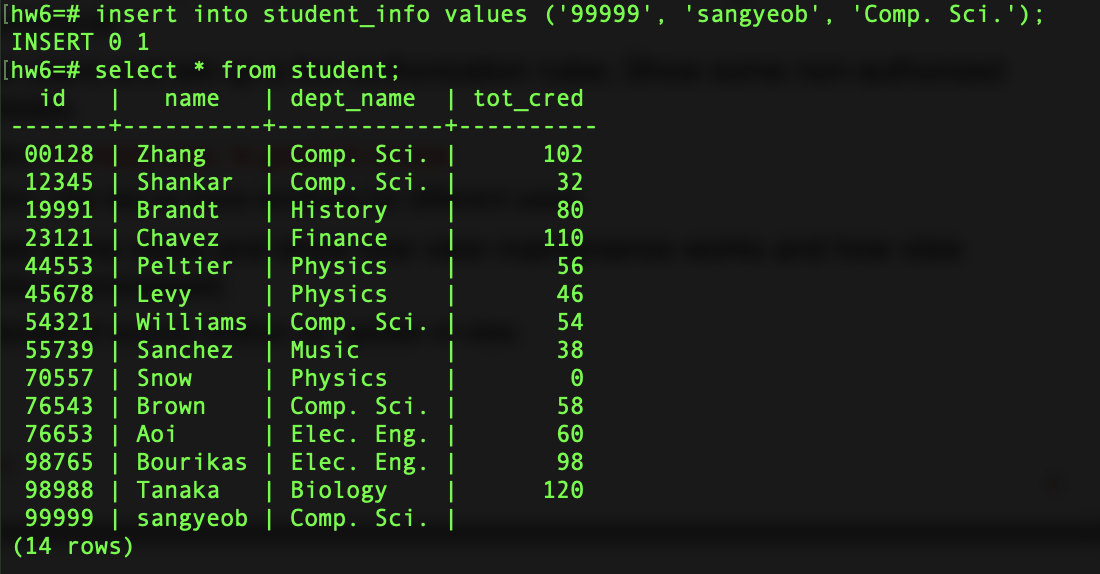 [hw6=# insert into student_info values ('99999', 'sangyeob', 'Comp. Sci.');
INSERT 0 1
[hw6=# select * from student;
  id   |   name   | dept_name  | tot_cred
-------+----------+------------+----------
 00128 | Zhang    | Comp. Sci. |      102
 12345 | Shankar  | Comp. Sci. |       32
 19991 | Brandt   | History    |       80
 23121 | Chavez   | Finance    |      110
 44553 | Peltier  | Physics    |       56
 45678 | Levy     | Physics    |       46
 54321 | Williams | Comp. Sci. |       54
 55739 | Sanchez  | Music      |       38
 70557 | Snow     | Physics    |        0
 76543 | Brown    | Comp. Sci. |       58
 76653 | Aoi      | Elec. Eng. |       60
 98765 | Bourikas | Elec. Eng. |       98
 98988 | Tanaka   | Biology    |      120
 99999 | sangyeob | Comp. Sci. |
(14 rows)